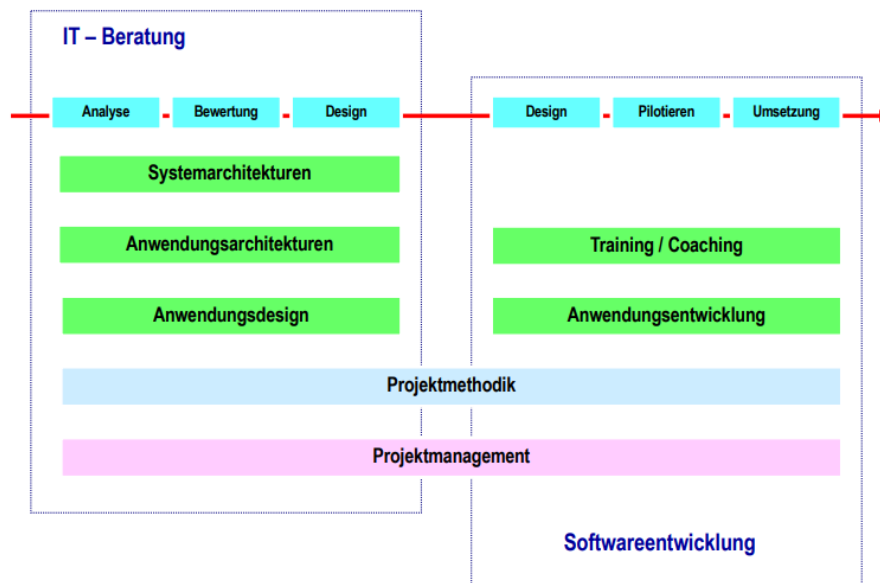 IT – Beratung
Analyse
Bewertung
Design
Design
Pilotieren
Umsetzung
Systemarchitekturen
Anwendungsarchitekturen
Training / Coaching
Anwendungsdesign
Anwendungsentwicklung
Projektmethodik
Projektmanagement
Softwareentwicklung